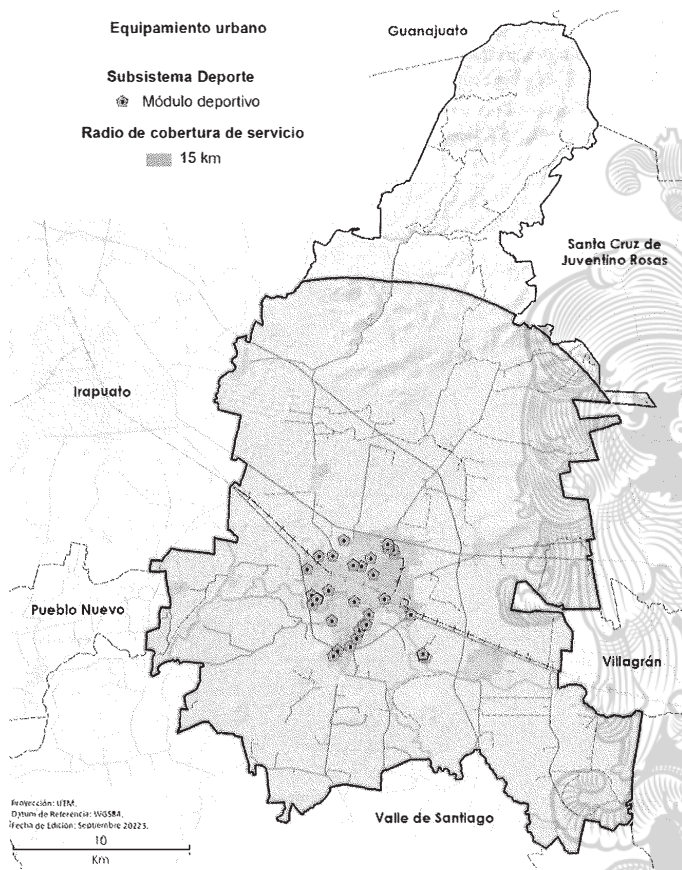 Equipamiento urbano
Subsistema Deporte
Módulo deportivo
Radio de cobertura de servicio
15 km
Guanajuato
Santa Cruz de
Juventino Rosas
Irapuato
Pueblo Nuevo
Villagrán
Valle de Santiago
Proyección: UTM.
Datum de Referencia: WGS84.
Fecha de Edición: Septiembre 20223.
10
Km